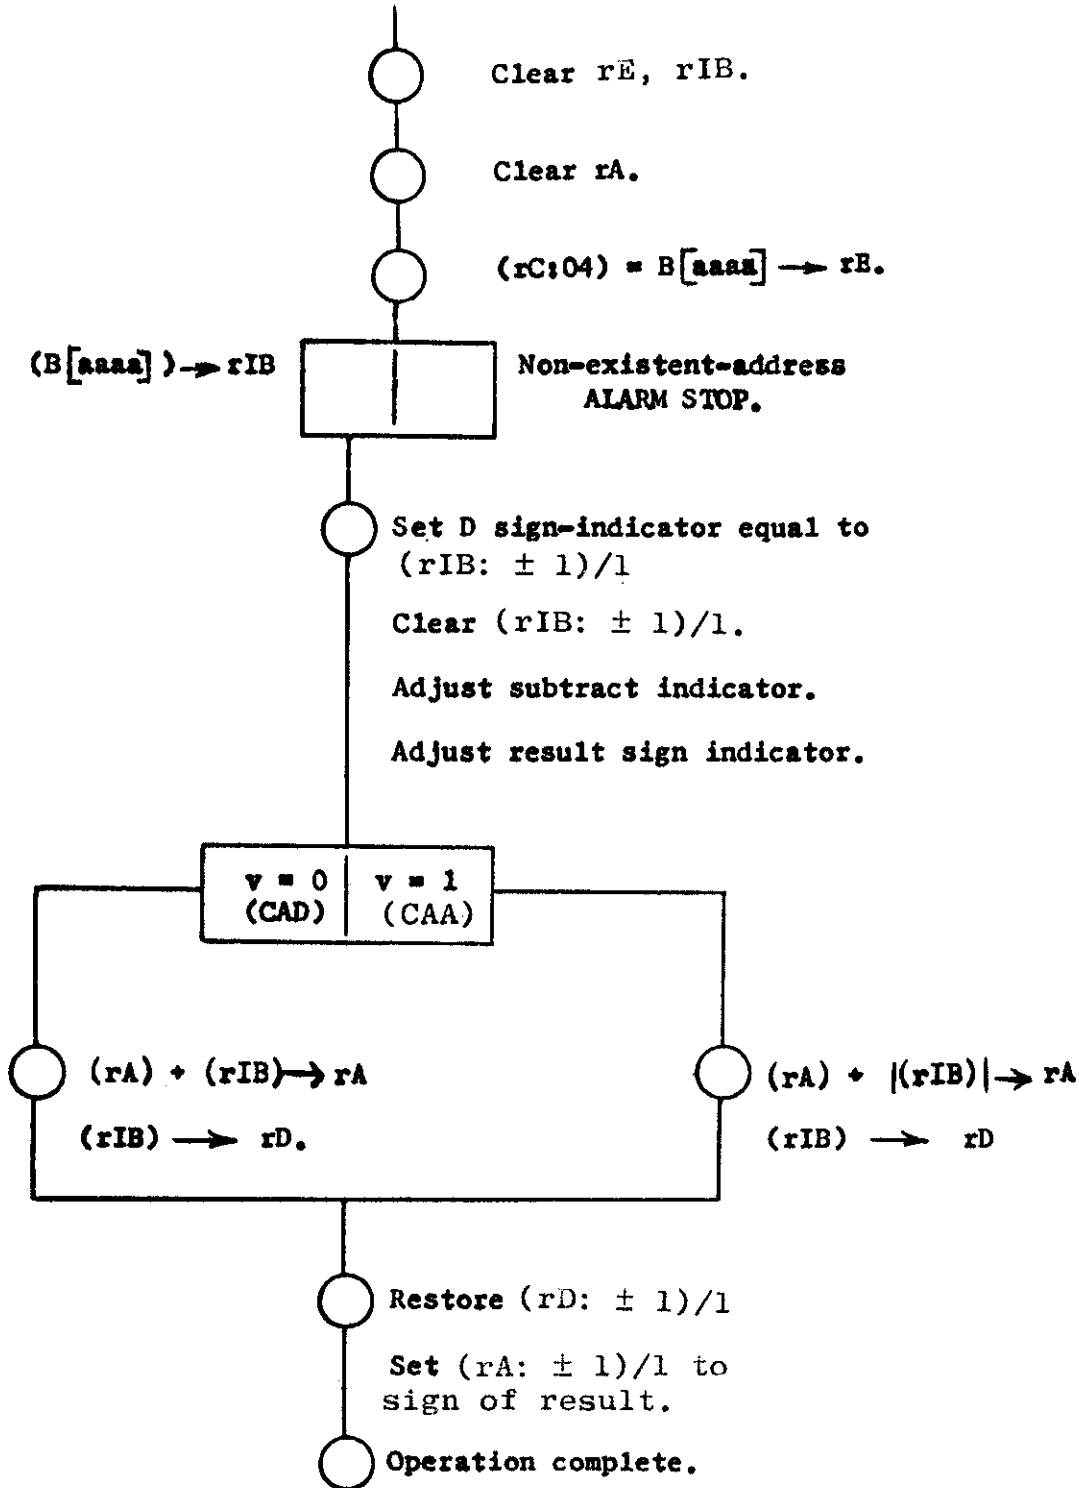 Clear rE, rIB.
Clear rA.
(rC:04) = B[aaaa] → rE.
(B[aaaa]) → rIB
Non-existent-address
ALARM STOP.
Set D sign-indicator equal to
(rIB: ± 1)/1
Clear (rIB: ± 1)/1.
Adjust subtract indicator.
Adjust result sign indicator.
v = 0 v = 1
(CAD) (CAA)
(rA) + (rIB) → rA
(rIB) → rD.
(rA) + |(rIB)| → rA
(rIB) → rD
Restore (rD: ± 1)/1
Set (rA: ± 1)/1 to
sign of result.
Operation complete.